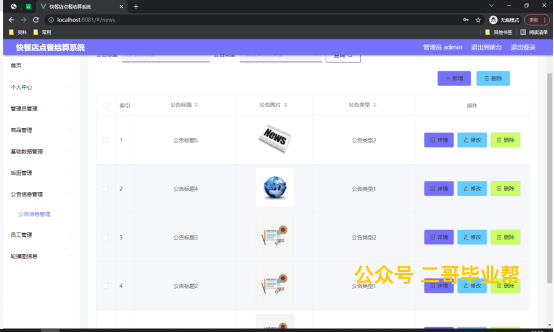 快餐店点餐结算系统
localhost:8081/#/news
无痕模式
更新
资料
常用
其他书签
阅读清单
快餐店点餐结算系统
管理员 admin
退出到前台
退出登录
首页
个人中心
管理员管理
商品管理
基础数据管理
公告信息管理
公告信息管理
员工管理
轮播图信息
新增
删除
索引 公告标题 公告图片 公告类型 操作
1 公告标题5 NEWS 公告类型2 详情 修改 删除
2 公告标题4 公告类型1 详情 修改 删除
3 公告标题3 公告类型2 详情 修改 删除
4 公告标题2 公告类型1 详情 修改 删除
公众号 二哥毕业帮